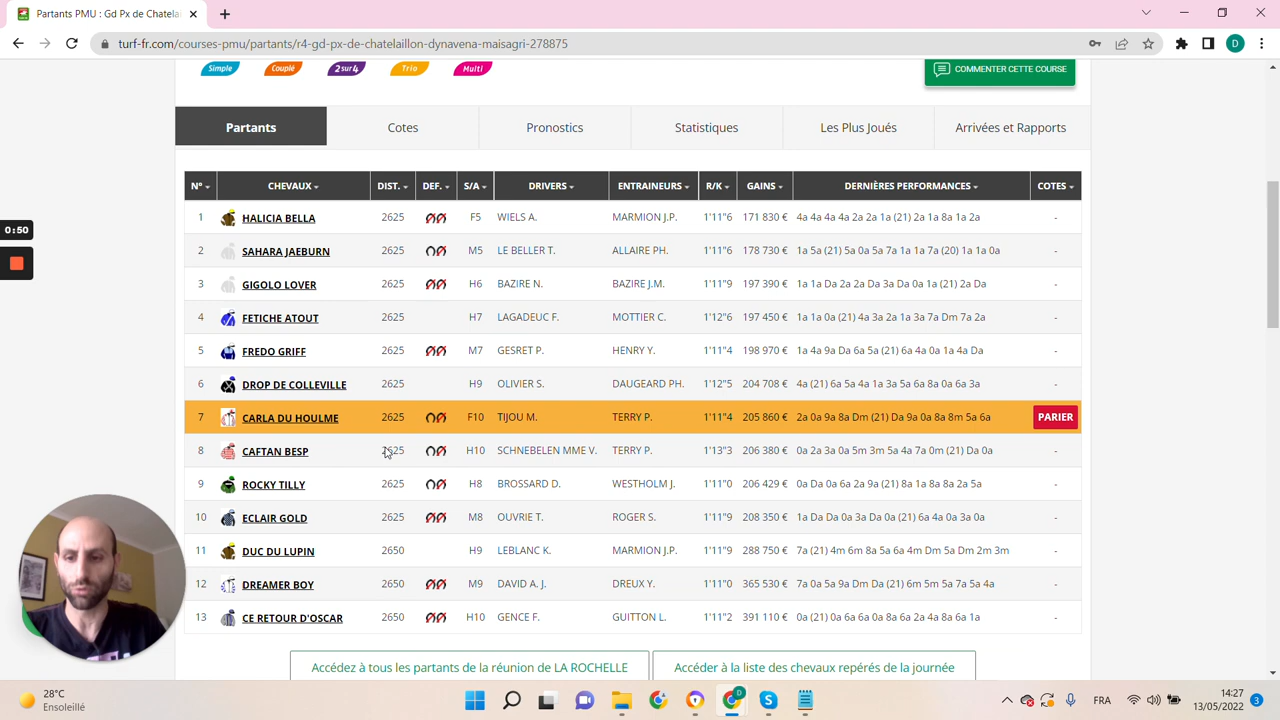 Partants PMU : Gd Px de Chatelai
turf-fr.com/courses-pmu/partants/r4-gd-px-de-chatelaillon-dynavena-maisagri-278875
D
Simple Couplé 2sur4 Trio Multi
COMMENTER CETTE COURSE
Partants Cotes Pronostics Statistiques Les Plus Joués Arrivées et Rapports
N° CHEVAUX DIST. DEF. S/A DRIVERS ENTRAINEURS R/K GAINS DERNIÈRES PERFORMANCES COTES
1 HALICIA BELLA 2625 F5 WIELS A. MARMION J.P. 1'11"6 171 830 € 4a 4a 4a 4a 2a 2a 1a (21) 2a 1a 8a 1a 2a -
0:50
2 SAHARA JAEBURN 2625 M5 LE BELLER T. ALLAIRE PH. 1'11"6 178 730 € 1a 5a (21) 5a 0a 5a 7a 1a 1a 7a (20) 1a 1a 0a -
3 GIGOLO LOVER 2625 H6 BAZIRE N. BAZIRE J.M. 1'11"9 197 390 € 1a 1a Da 2a 2a Da 3a Da 0a 1a (21) 2a Da -
4 FETICHE ATOUT 2625 H7 LAGADEUC F. MOTTIER C. 1'12"6 197 450 € 1a 1a 0a (21) 4a 3a 2a 1a 3a 7a Dm 7a 2a -
5 FREDO GRIFF 2625 M7 GESRET P. HENRY Y. 1'11"4 198 970 € 1a 4a 9a Da 6a 5a (21) 6a 4a 0a 1a 4a Da -
6 DROP DE COLLEVILLE 2625 H9 OLIVIER S. DAUGEARD PH. 1'12"5 204 708 € 4a (21) 6a 5a 4a 1a 3a 5a 6a 8a 0a 6a 3a -
7 CARLA DU HOULME 2625 F10 TIJOU M. TERRY P. 1'11"4 205 860 € 2a 0a 9a 8a Dm (21) Da 9a 0a 8a 8m 5a 6a PARIER
8 CAFTAN BESP 2625 H10 SCHNEBELEN MME V. TERRY P. 1'13"3 206 380 € 0a 2a 3a 0a 5m 3m 5a 4a 7a 0m (21) Da 0a -
9 ROCKY TILLY 2625 H8 BROSSARD D. WESTHOLM J. 1'11"0 206 429 € 0a Da 0a 6a 2a 9a (21) 8a 1a 8a 8a 2a 5a -
10 ECLAIR GOLD 2625 M8 OUVRIE T. ROGER S. 1'11"9 208 350 € 1a Da Da 0a 3a Da 0a (21) 6a 4a 0a 3a 0a -
11 DUC DU LUPIN 2650 H9 LEBLANC K. MARMION J.P. 1'11"9 288 750 € 7a (21) 4m 6m 8a 5a 6a 4m Dm 5a Dm 2m 3m -
12 DREAMER BOY 2650 M9 DAVID A. J. DREUX Y. 1'11"0 365 530 € 7a 0a 5a 9a Dm Da (21) 6m 5m 5a 7a 5a 4a -
13 CE RETOUR D'OSCAR 2650 H10 GENCE F. GUITTON L. 1'11"2 391 110 € 0a (21) 0a 6a 6a 0a 8a 6a 2a 4a 8a 6a 1a -
Accédez à tous les partants de la réunion de LA ROCHELLE Accéder à la liste des chevaux repérés de la journée
28°C
Ensoleillé
FRA
14:27
13/05/2022
3